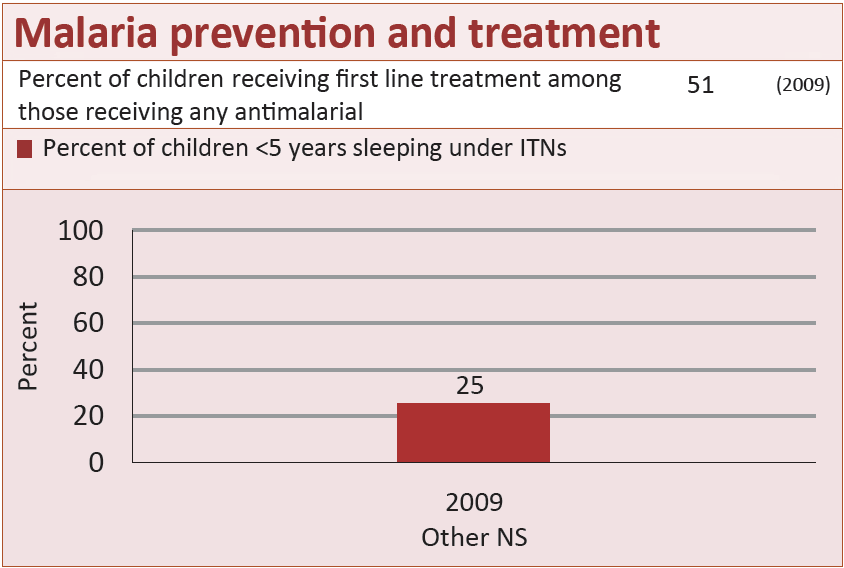 Malaria prevention and treatment
Percent of children receiving first line treatment among
those receiving any antimalarial
51 (2009)
Percent of children <5 years sleeping under ITNs
Percent
100
80
60
40
20
0
25
2009
Other NS